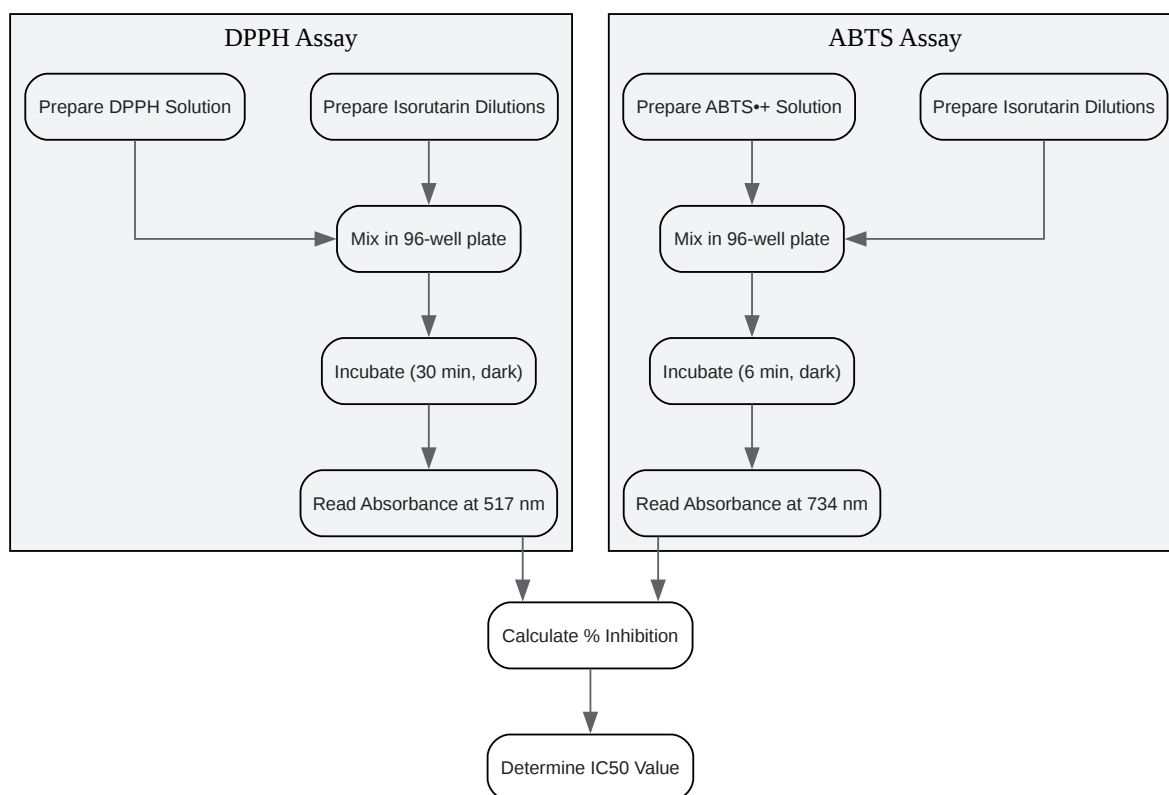 DPPH Assay
Prepare DPPH Solution
Prepare Isorutarin Dilutions
Mix in 96-well plate
Incubate (30 min, dark)
Read Absorbance at 517 nm
ABTS Assay
Prepare ABTS•+ Solution
Prepare Isorutarin Dilutions
Mix in 96-well plate
Incubate (6 min, dark)
Read Absorbance at 734 nm
Calculate % Inhibition
Determine IC50 Value